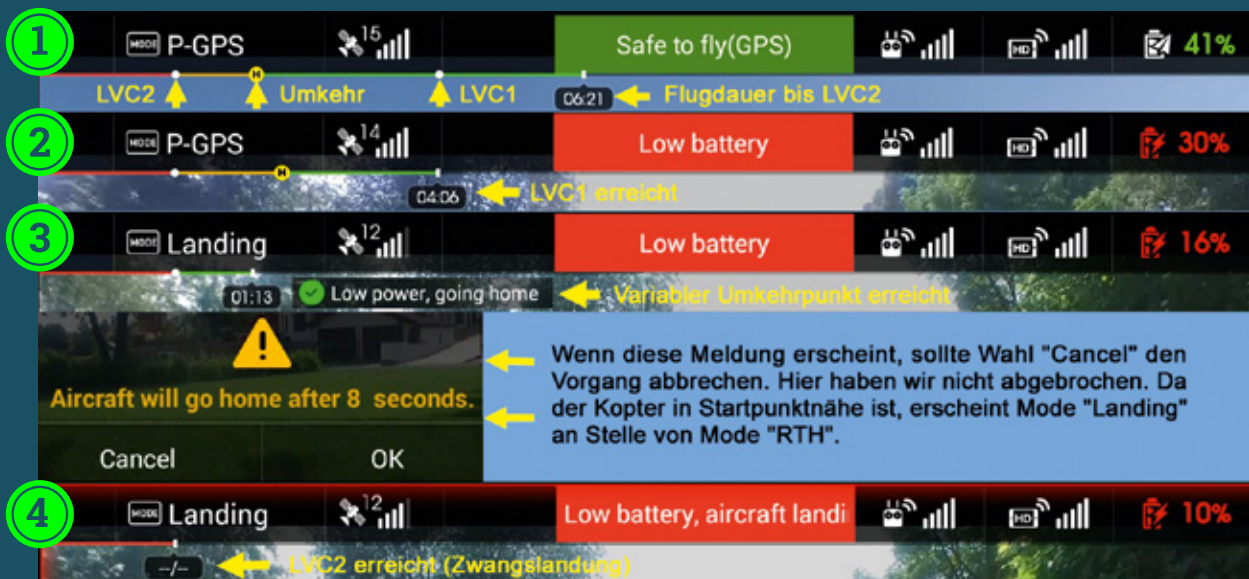 1
MODE P-GPS 15 Safe to fly(GPS) HD 41%
H
LVC2 Umkehr LVC1 06:21 Flugdauer bis LVC2
2
MODE P-GPS 14 Low battery HD 30%
H
04:06 LVC1 erreicht
3
MODE Landing 12 Low battery HD 16%
01:13 Low power, going home Variabler Umkehrpunkt erreicht
Aircraft will go home after 8 seconds.
Cancel OK
Wenn diese Meldung erscheint, sollte Wahl "Cancel" den
Vorgang abbrechen. Hier haben wir nicht abgebrochen. Da
der Kopter in Startpunktnähe ist, erscheint Mode "Landing"
an Stelle von Mode "RTH".
4
MODE Landing 12 Low battery, aircraft landi HD 10%
--/-- LVC2 erreicht (Zwangslandung)